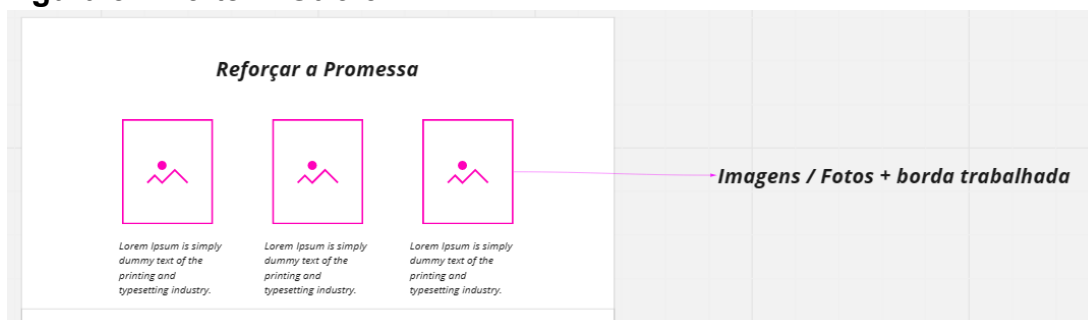 Reforçar a Promessa
Imagens / Fotos + borda trabalhada
Lorem Ipsum is simply
dummy text of the
printing and
typesetting industry.
Lorem Ipsum is simply
dummy text of the
printing and
typesetting industry.
Lorem Ipsum is simply
dummy text of the
printing and
typesetting industry.